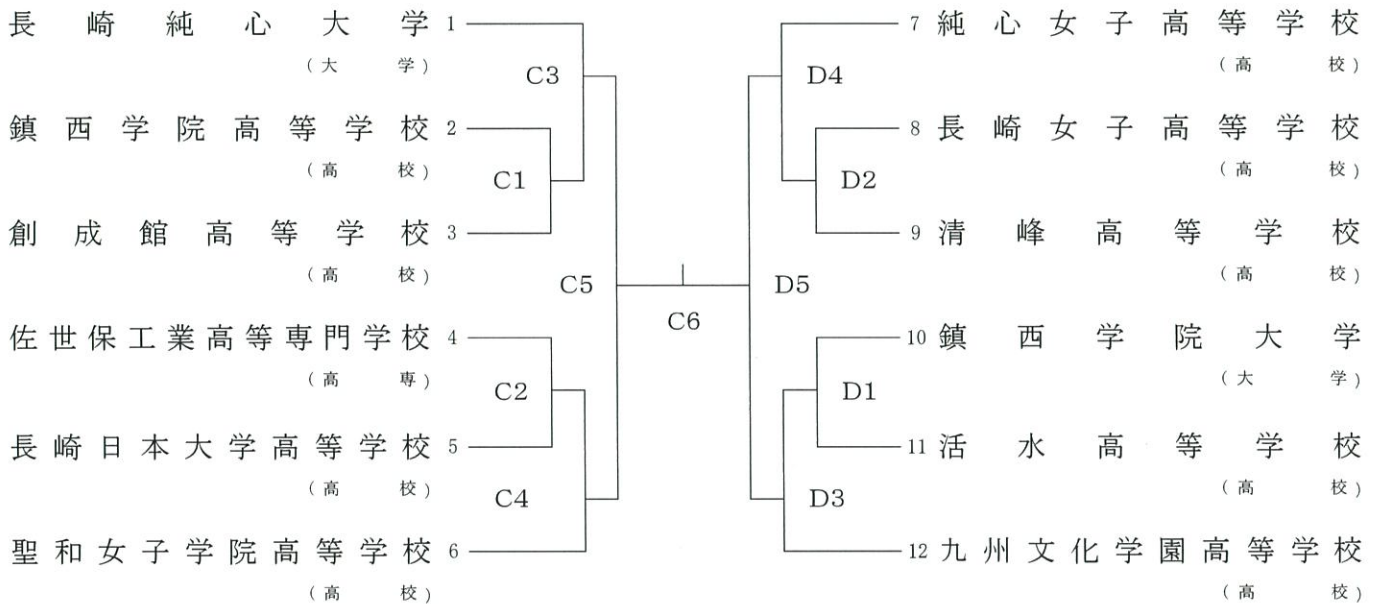 長崎純心大学 1
(大学)
C3
鎮西学院高等学校 2
(高校)
C1
創成館高等学校 3
(高校)
C5
佐世保工業高等専門学校 4
(高専)
C2
長崎日本大学高等学校 5
(高校)
C4
聖和女子学院高等学校 6
(高校)
C6
7 純心女子高等学校
(高校)
D4
8 長崎女子高等学校
(高校)
D2
9 清峰高等学校
(高校)
D5
10 鎮西学院大学
(大学)
D1
11 活水高等学校
(高校)
D3
12 九州文化学園高等学校
(高校)